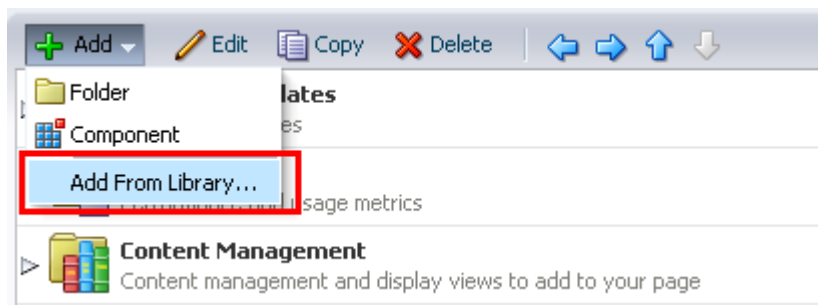 Add Edit Copy Delete
Folder
lates
es
Component
Add From Library...
usage metrics
Content Management
Content management and display views to add to your page